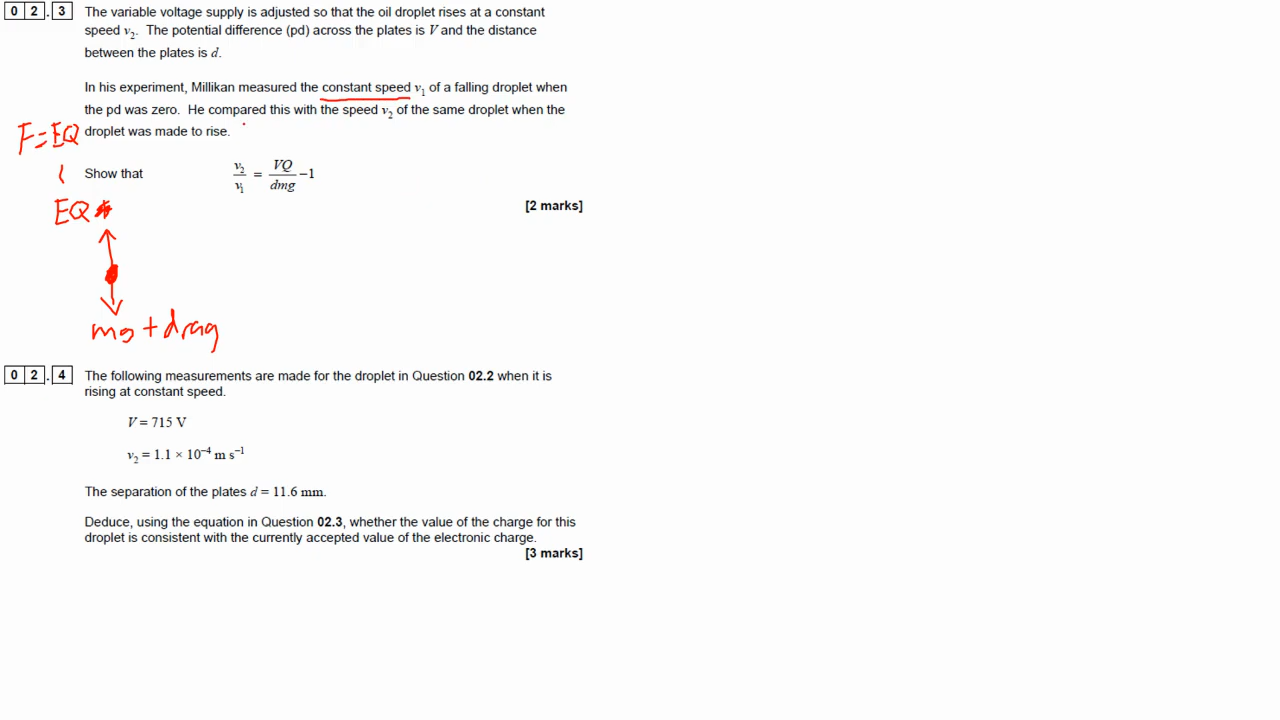 0 2 . 3 The variable voltage supply is adjusted so that the oil droplet rises at a constant
speed v₂. The potential difference (pd) across the plates is V and the distance
between the plates is d.
In his experiment, Millikan measured the constant speed v₁ of a falling droplet when
the pd was zero. He compared this with the speed v₂ of the same droplet when the
droplet was made to rise.
F=EQ
Show that v₂/v₁ = VQ/dmg −1
[2 marks]
EQ
mg + drag
0 2 . 4 The following measurements are made for the droplet in Question 02.2 when it is
rising at constant speed.
V = 715 V
v₂ = 1.1 × 10⁻⁴ m s⁻¹
The separation of the plates d = 11.6 mm.
Deduce, using the equation in Question 02.3, whether the value of the charge for this
droplet is consistent with the currently accepted value of the electronic charge.
[3 marks]